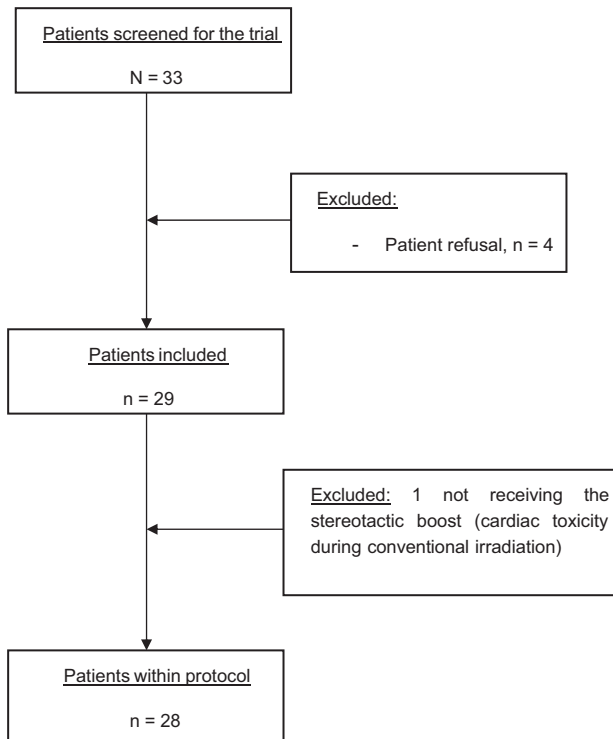 Patients screened for the trial
N = 33
Excluded:
- Patient refusal, n = 4
Patients included
n = 29
Excluded: 1 not receiving the
stereotactic boost (cardiac toxicity
during conventional irradiation)
Patients within protocol
n = 28